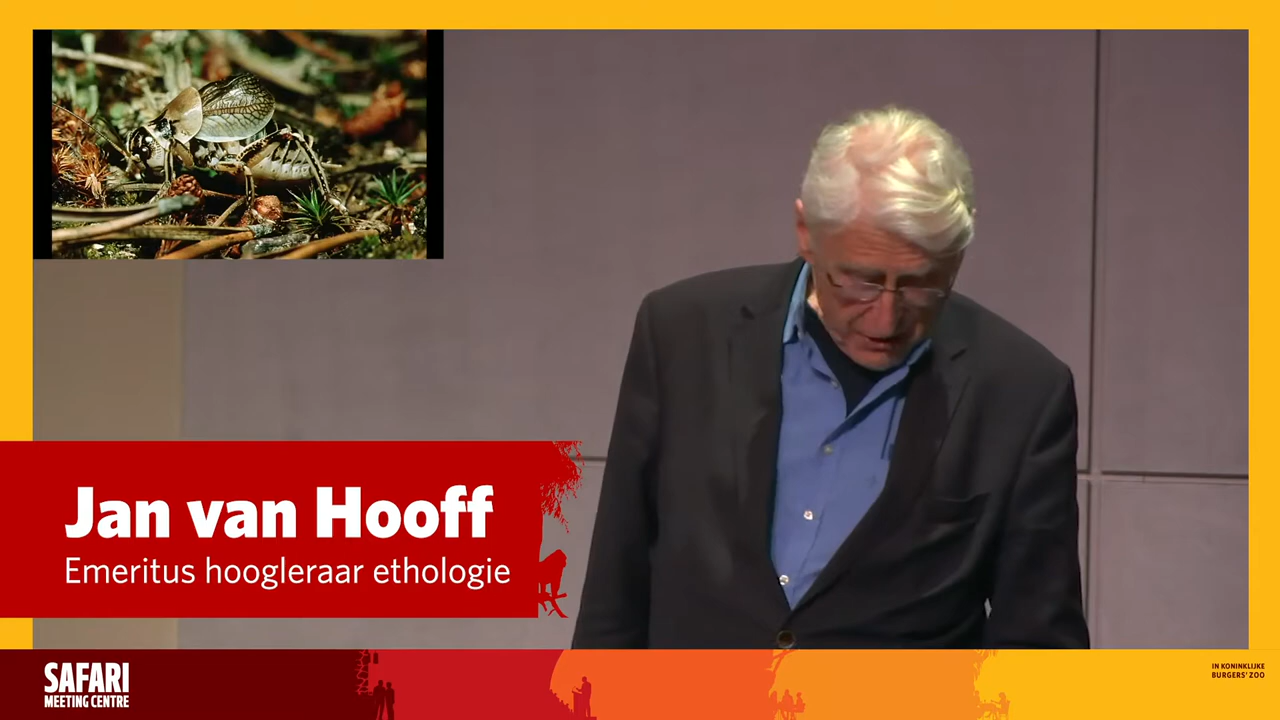 Jan van Hooff
Emeritus hoogleraar ethologie
SAFARI
MEETING CENTRE
IN KONINKLIJKE
BURGERS' ZOO